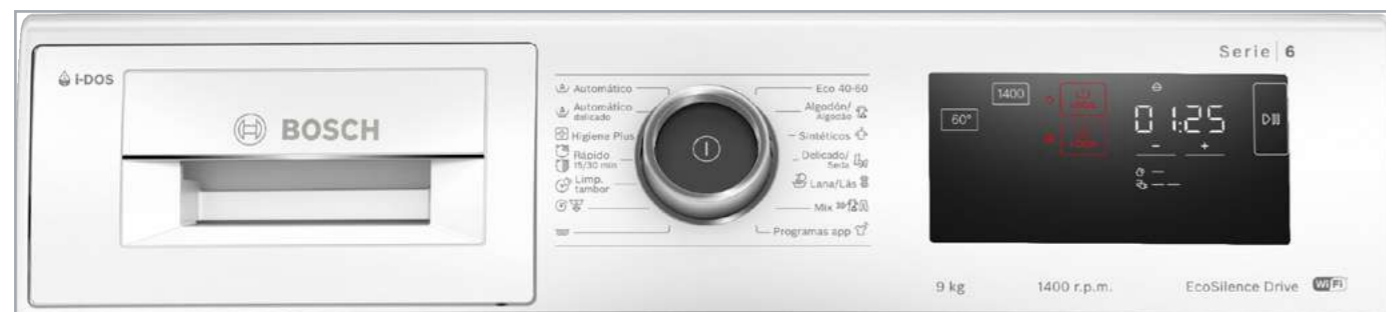 Serie | 6
i-DOS
BOSCH
Automático
Automático
delicado
Higiene Plus
Rápido
15/30 min
Limp.
tambor
Eco 40-60
Algodón/
Algodão
Sintéticos
Delicado/
Seda
Lana/Lãs
Mix
Programas app
1400
60°
01:25
- +
9 kg
1400 r.p.m.
EcoSilence Drive
WiFi